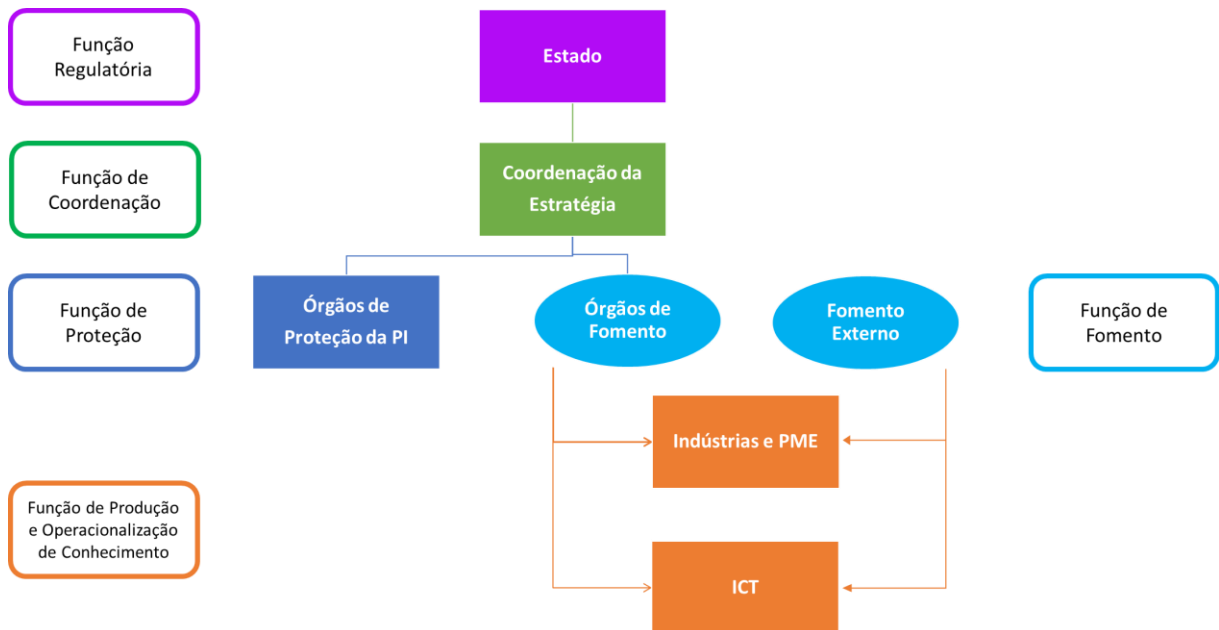 Função
Regulatória
Estado
Função de
Coordenação
Coordenação da
Estratégia
Função de
Proteção
Órgãos de
Proteção da PI
Órgãos de
Fomento
Fomento
Externo
Função de
Fomento
Indústrias e PME
Função de Produção
e Operacionalização
de Conhecimento
ICT